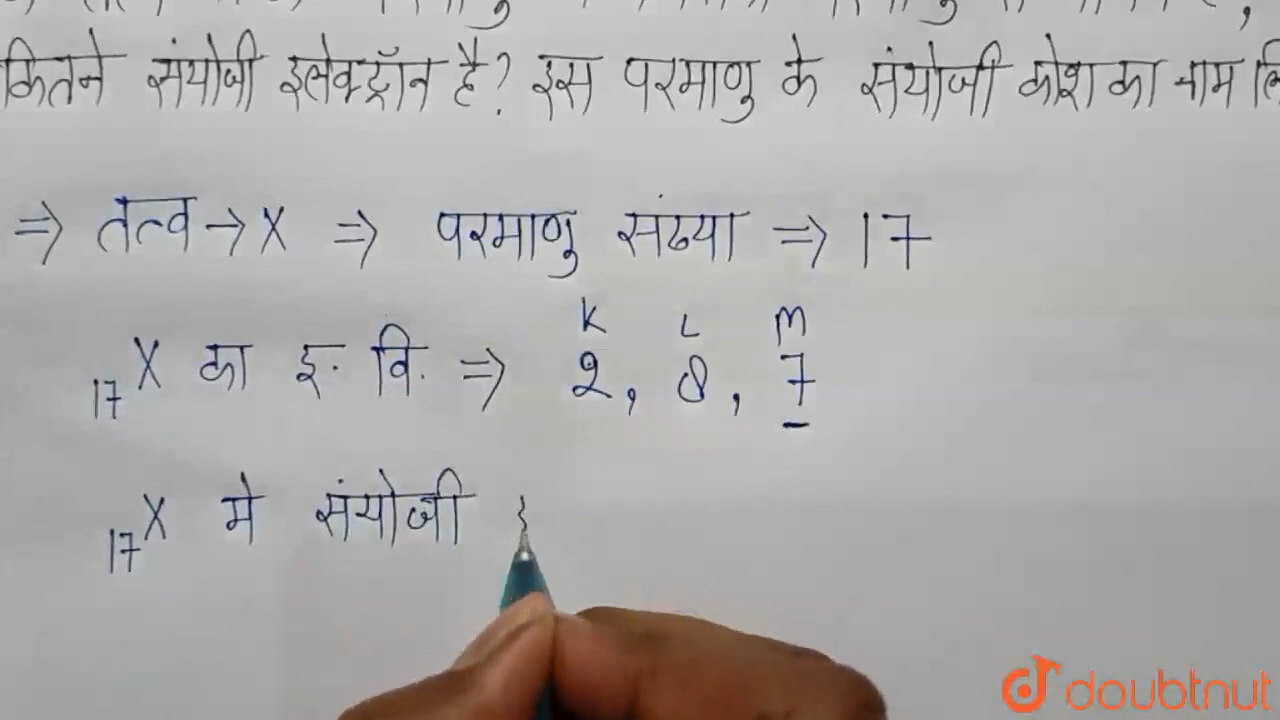 कितने संयोजी इलेक्ट्रॉन है? इस परमाणु के संयोजी कोश का नाम
⇒ तत्व → X ⇒ परमाणु संख्या ⇒ 17
K L M
17X का इ. वि. ⇒ 2, 8, 7
17X मे संयोजी
doubtnut